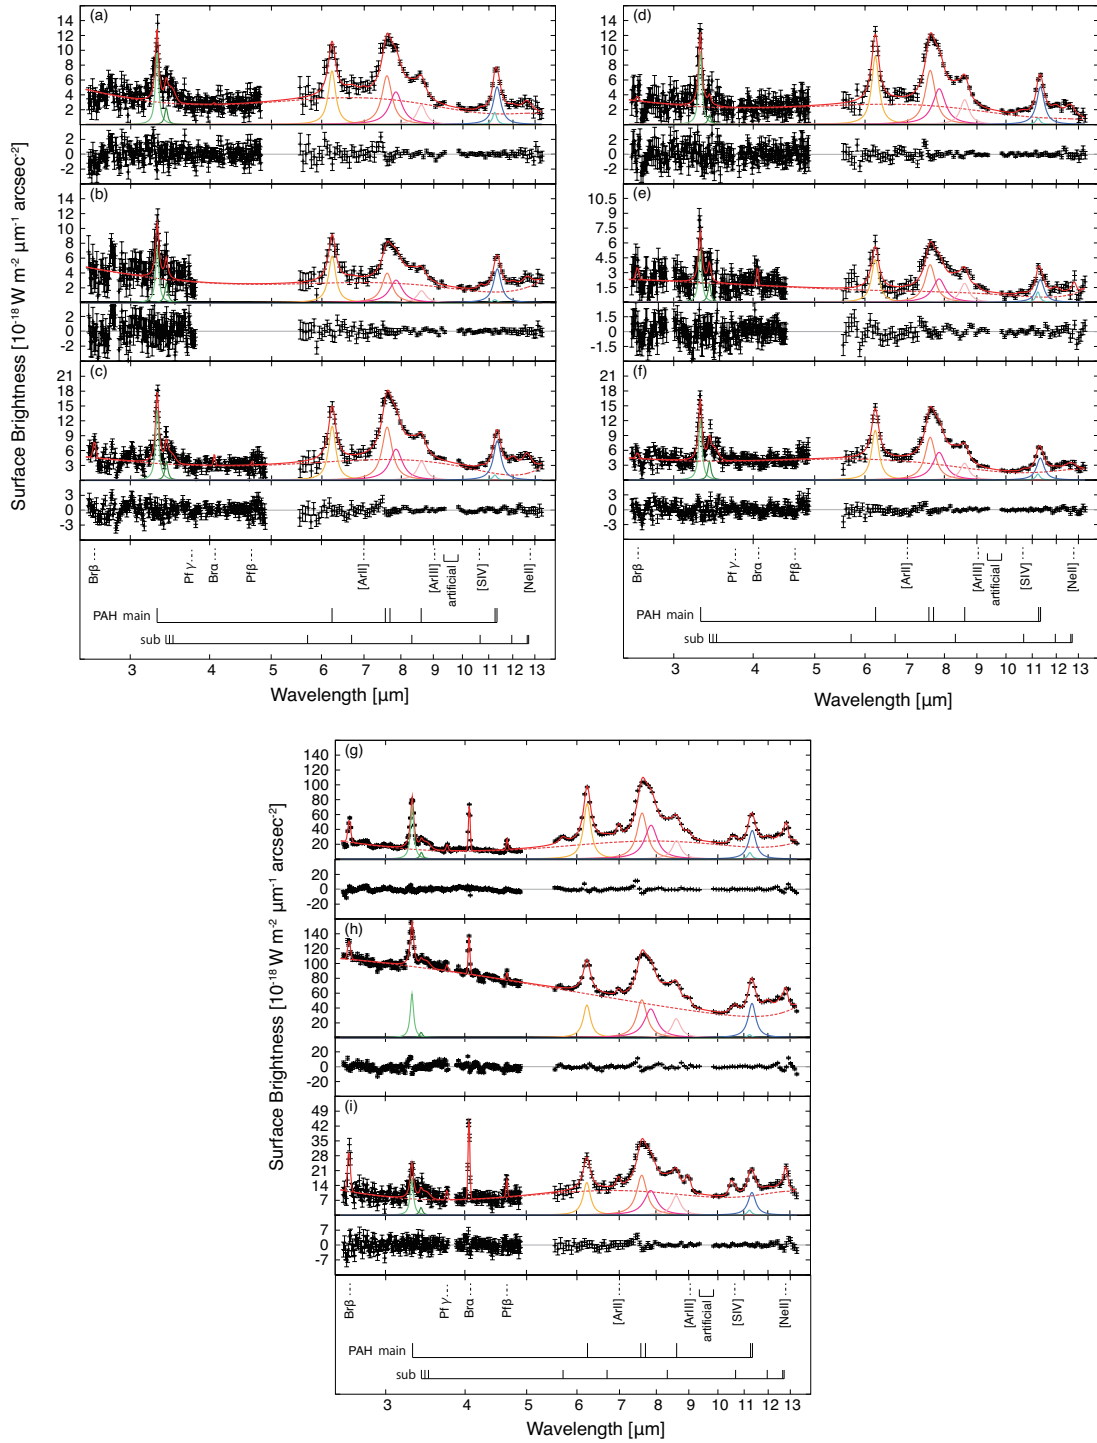 Surface Brightness [10⁻¹⁸ W m⁻² μm⁻¹ arcsec⁻²]
(a)
14
12
10
8
6
4
2
2
0
-2
(b)
14
12
10
8
6
4
2
2
0
-2
(c)
21
18
15
12
9
6
3
3
0
-3
Brβ
Pfγ
Brα
Pfβ
[ArII]
[ArIII]
artificial
[SIV]
[NeII]
PAH main
sub
3 4 5 6 7 8 9 10 11 12 13
Wavelength [μm]
(d)
14
12
10
8
6
4
2
2
0
-2
(e)
10.5
9
7.5
6
4.5
3
1.5
1.5
0
-1.5
(f)
21
18
15
12
9
6
3
3
0
-3
Brβ
Pfγ
Brα
Pfβ
[ArII]
[ArIII]
artificial
[SIV]
[NeII]
PAH main
sub
3 4 5 6 7 8 9 10 11 12 13
Wavelength [μm]
Surface Brightness [10⁻¹⁸ W m⁻² μm⁻¹ arcsec⁻²]
(g)
140
120
100
80
60
40
20
20
0
-20
(h)
140
120
100
80
60
40
20
20
0
-20
(i)
49
42
35
28
21
14
7
7
0
-7
Brβ
Pfγ
Brα
Pfβ
[ArII]
[ArIII]
artificial
[SIV]
[NeII]
PAH main
sub
3 4 5 6 7 8 9 10 11 12 13
Wavelength [μm]